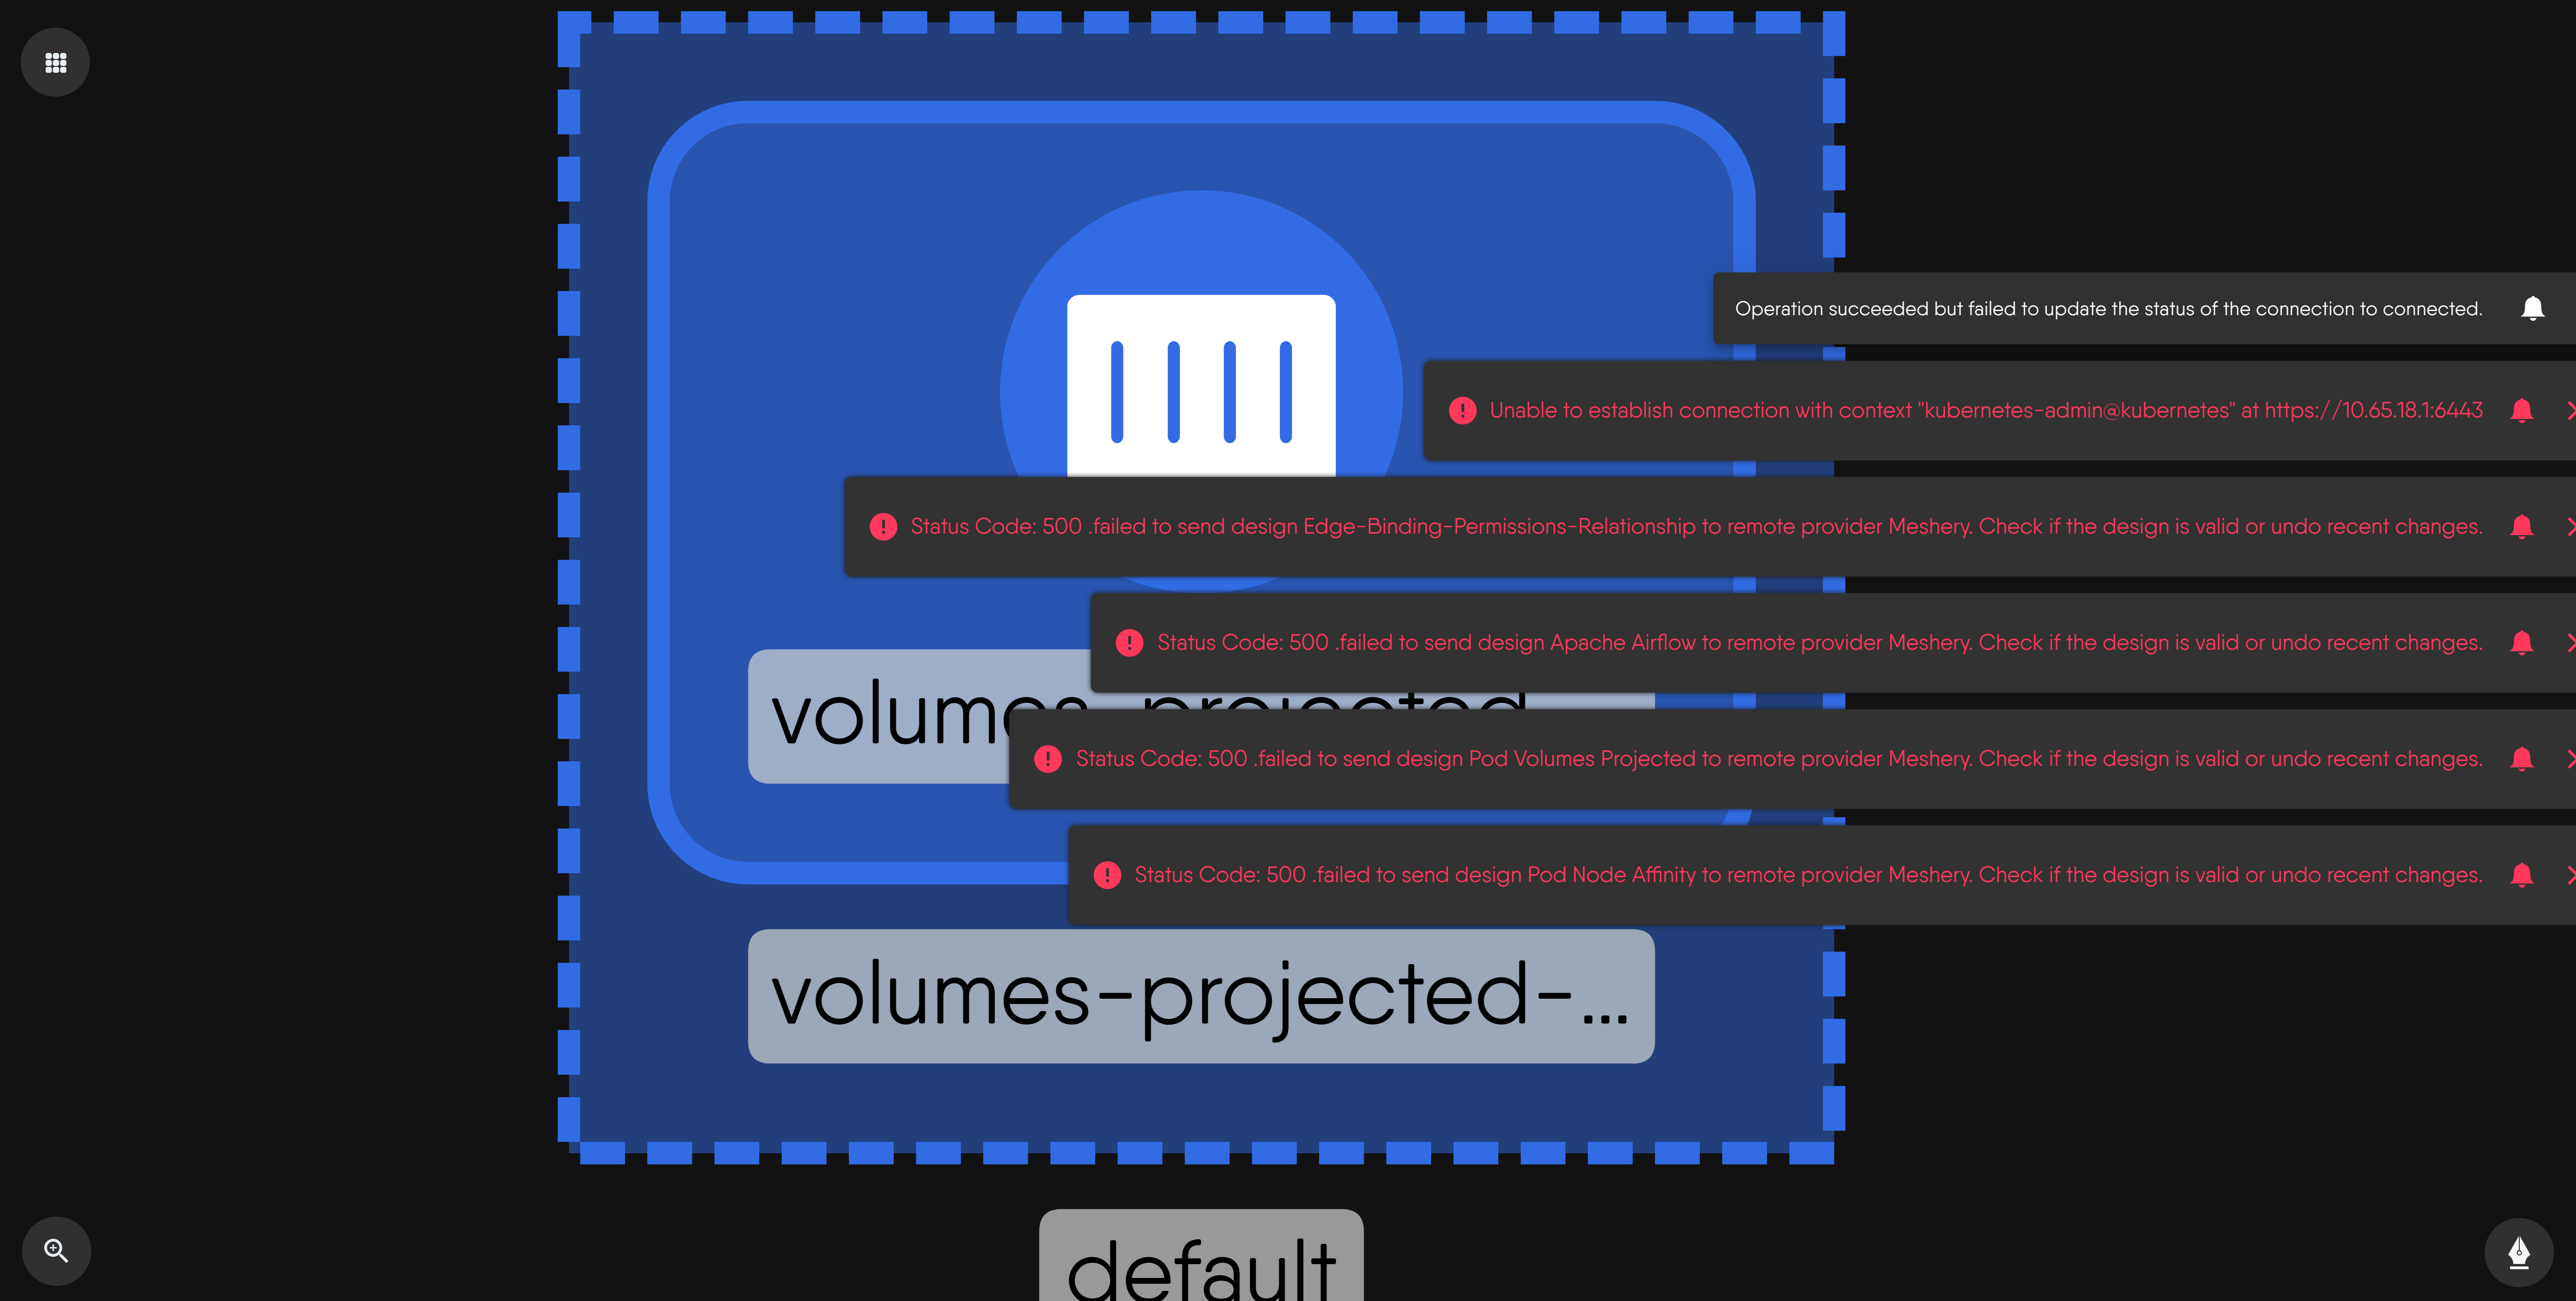 Operation succeeded but failed to update the status of the connection to connected.
Unable to establish connection with context "kubernetes-admin@kubernetes" at https://10.65.18.1:6443
Status Code: 500 .failed to send design Edge-Binding-Permissions-Relationship to remote provider Meshery. Check if the design is valid or undo recent changes.
Status Code: 500 .failed to send design Apache Airflow to remote provider Meshery. Check if the design is valid or undo recent changes.
volumes-projected-...
Status Code: 500 .failed to send design Pod Volumes Projected to remote provider Meshery. Check if the design is valid or undo recent changes.
Status Code: 500 .failed to send design Pod Node Affinity to remote provider Meshery. Check if the design is valid or undo recent changes.
volumes-projected-...
default